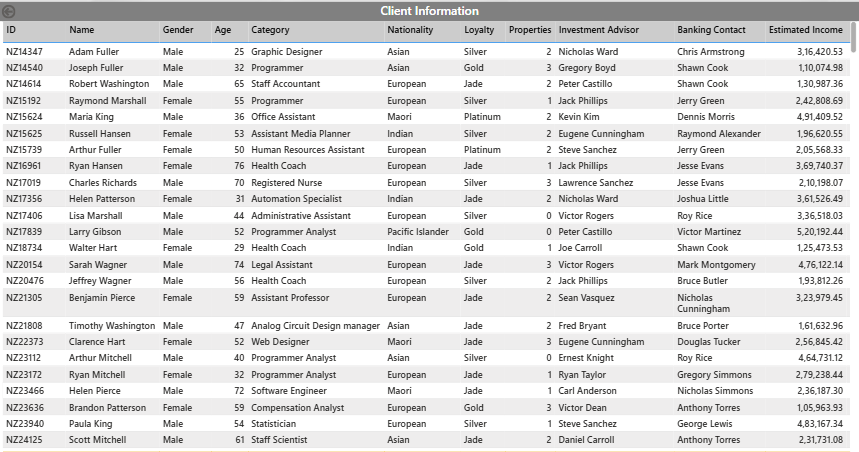 Client Information
ID Name Gender Age Category Nationality Loyalty Properties Investment Advisor Banking Contact Estimated Income
NZ14347 Adam Fuller Male 25 Graphic Designer Asian Silver 2 Nicholas Ward Chris Armstrong 3,16,420.53
NZ14540 Joseph Fuller Male 32 Programmer Asian Gold 3 Gregory Boyd Shawn Cook 1,10,074.98
NZ14614 Robert Washington Male 65 Staff Accountant European Jade 2 Peter Castillo Shawn Cook 1,30,987.36
NZ15192 Raymond Marshall Female 55 Programmer European Silver 1 Jack Phillips Jerry Green 2,42,808.69
NZ15624 Maria King Male 36 Office Assistant Maori Platinum 2 Kevin Kim Dennis Morris 4,91,409.52
NZ15625 Russell Hansen Female 53 Assistant Media Planner Indian Silver 2 Eugene Cunningham Raymond Alexander 1,96,620.55
NZ15739 Arthur Fuller Female 50 Human Resources Assistant European Platinum 2 Steve Sanchez Jerry Green 2,05,568.33
NZ16961 Ryan Hansen Female 76 Health Coach European Jade 1 Jack Phillips Jesse Evans 3,69,740.37
NZ17019 Charles Richards Male 70 Registered Nurse European Silver 3 Lawrence Sanchez Jesse Evans 2,10,198.07
NZ17356 Helen Patterson Female 31 Automation Specialist Indian Jade 2 Nicholas Ward Joshua Little 3,61,526.49
NZ17406 Lisa Marshall Male 44 Administrative Assistant European Silver 0 Victor Rogers Roy Rice 3,36,518.03
NZ17839 Larry Gibson Male 52 Programmer Analyst Pacific Islander Gold 0 Peter Castillo Victor Martinez 5,20,192.44
NZ18734 Walter Hart Female 29 Health Coach Indian Gold 1 Joe Carroll Shawn Cook 1,25,473.53
NZ20154 Sarah Wagner Male 74 Legal Assistant European Jade 3 Victor Rogers Mark Montgomery 4,76,122.14
NZ20476 Jeffrey Wagner Male 56 Health Coach European Silver 2 Jack Phillips Bruce Butler 1,93,812.26
NZ21305 Benjamin Pierce Female 59 Assistant Professor European Jade 2 Sean Vasquez Nicholas 3,23,979.45
Cunningham
NZ21808 Timothy Washington Male 47 Analog Circuit Design manager Asian Jade 2 Fred Bryant Bruce Porter 1,61,632.96
NZ22373 Clarence Hart Female 52 Web Designer Maori Jade 3 Eugene Cunningham Douglas Tucker 2,56,845.42
NZ23112 Arthur Mitchell Male 40 Programmer Analyst Asian Silver 0 Ernest Knight Roy Rice 4,64,731.12
NZ23172 Ryan Mitchell Female 32 Programmer Analyst European Jade 1 Ryan Taylor Gregory Simmons 2,79,238.44
NZ23466 Helen Pierce Male 72 Software Engineer Maori Jade 1 Carl Anderson Nicholas Simmons 2,36,187.30
NZ23636 Brandon Patterson Female 59 Compensation Analyst European Gold 3 Victor Dean Anthony Torres 1,05,963.93
NZ23940 Paula King Male 54 Statistician European Silver 1 Steve Sanchez George Lewis 4,83,167.34
NZ24125 Scott Mitchell Male 61 Staff Scientist Asian Jade 2 Daniel Carroll Anthony Torres 2,31,731.08